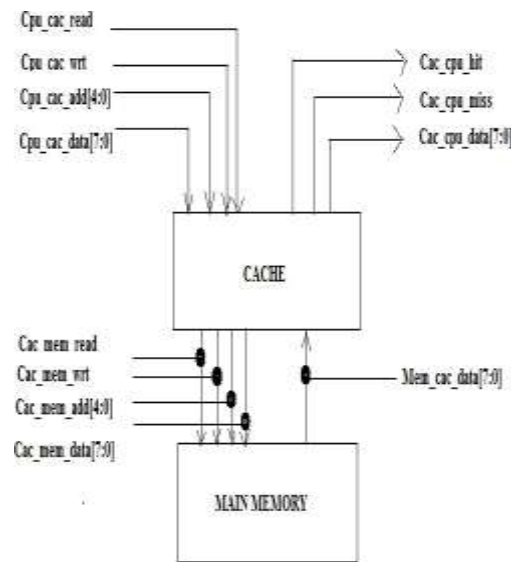 Cpu_cac_read
Cpu_cac_wrt
Cpu_cac_add[4:0]
Cpu_cac_data[7:0]
Cac_cpu_hit
Cac_cpu_miss
Cac_cpu_data[7:0]
CACHE
Cac_mem_read
Cac_mem_wrt
Cac_mem_add[4:0]
Cac_mem_data[7:0]
Mem_cac_data[7:0]
MAIN MEMORY